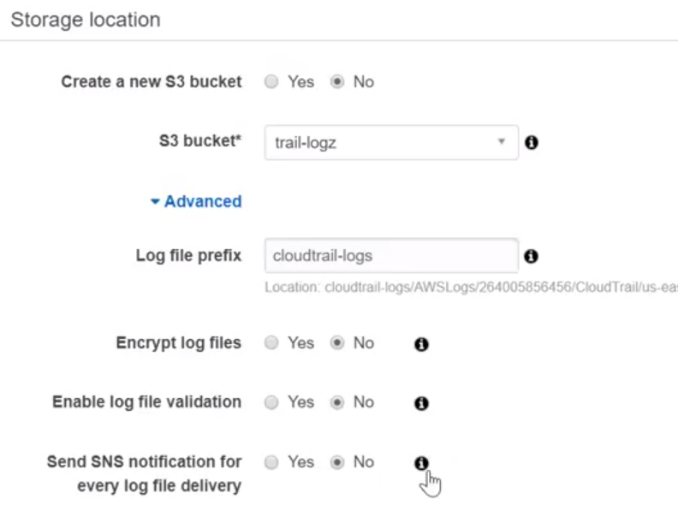 Storage location
Create a new S3 bucket Yes No
S3 bucket* trail-logz
Advanced
Log file prefix cloudtrail-logs
Location: cloudtrail-logs/AWSLogs/264005856456/CloudTrail/us-eas
Encrypt log files Yes No
Enable log file validation Yes No
Send SNS notification for Yes No
every log file delivery